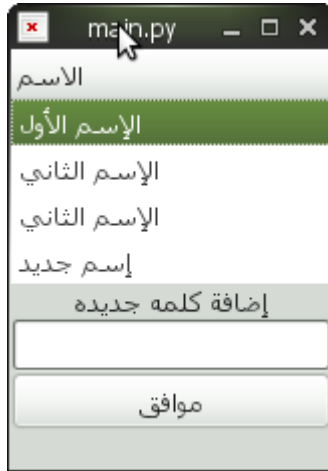 main.py
الاسم
الإسم الأول
الإسم الثاني
الإسم الثاني
إسم جديد
إضافة كلمه جديده
موافق